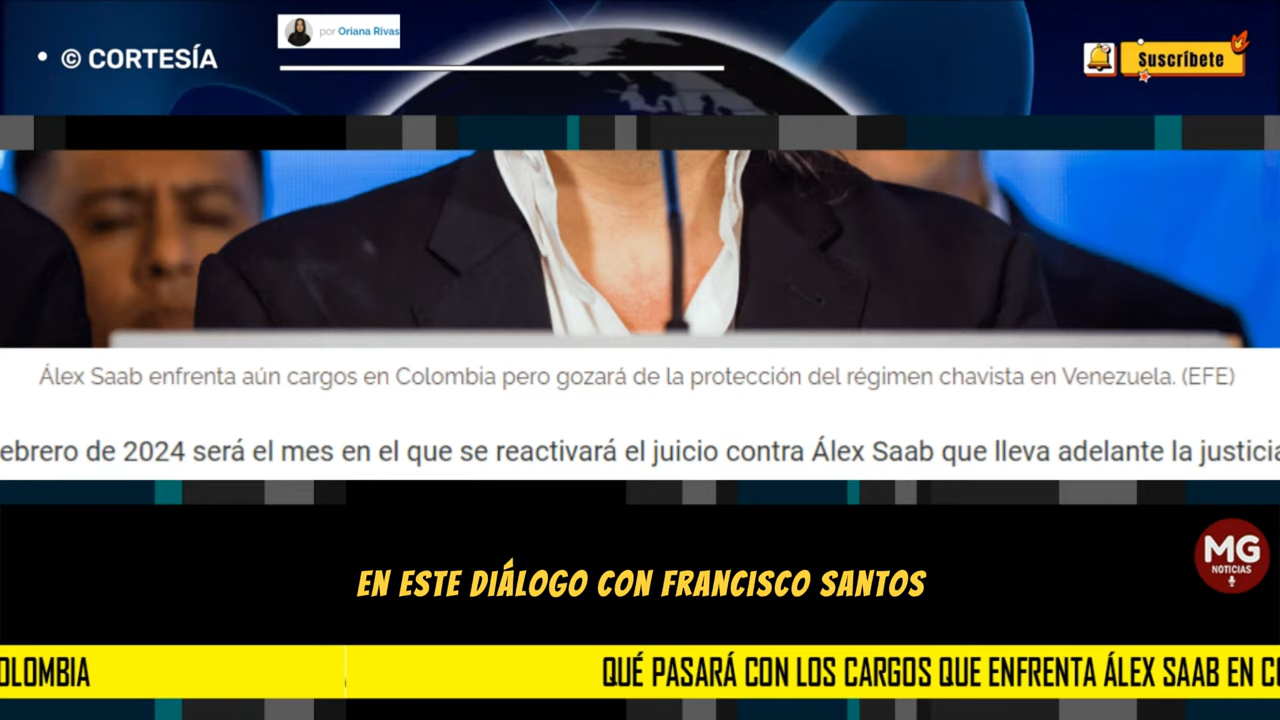 • © CORTESÍA
por Oriana Rivas
Suscríbete
Álex Saab enfrenta aún cargos en Colombia pero gozará de la protección del régimen chavista en Venezuela. (EFE)
ebrero de 2024 será el mes en el que se reactivará el juicio contra Álex Saab que lleva adelante la justicia
MG
NOTICIAS
EN ESTE DIÁLOGO CON FRANCISCO SANTOS
OLOMBIA
QUÉ PASARÁ CON LOS CARGOS QUE ENFRENTA ÁLEX SAAB EN CO